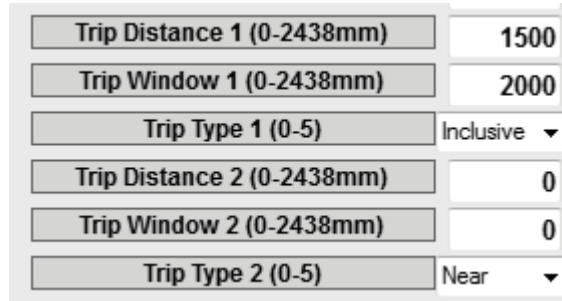 Trip Distance 1 (0-2438mm) 1500
Trip Window 1 (0-2438mm) 2000
Trip Type 1 (0-5) Inclusive
Trip Distance 2 (0-2438mm) 0
Trip Window 2 (0-2438mm) 0
Trip Type 2 (0-5) Near